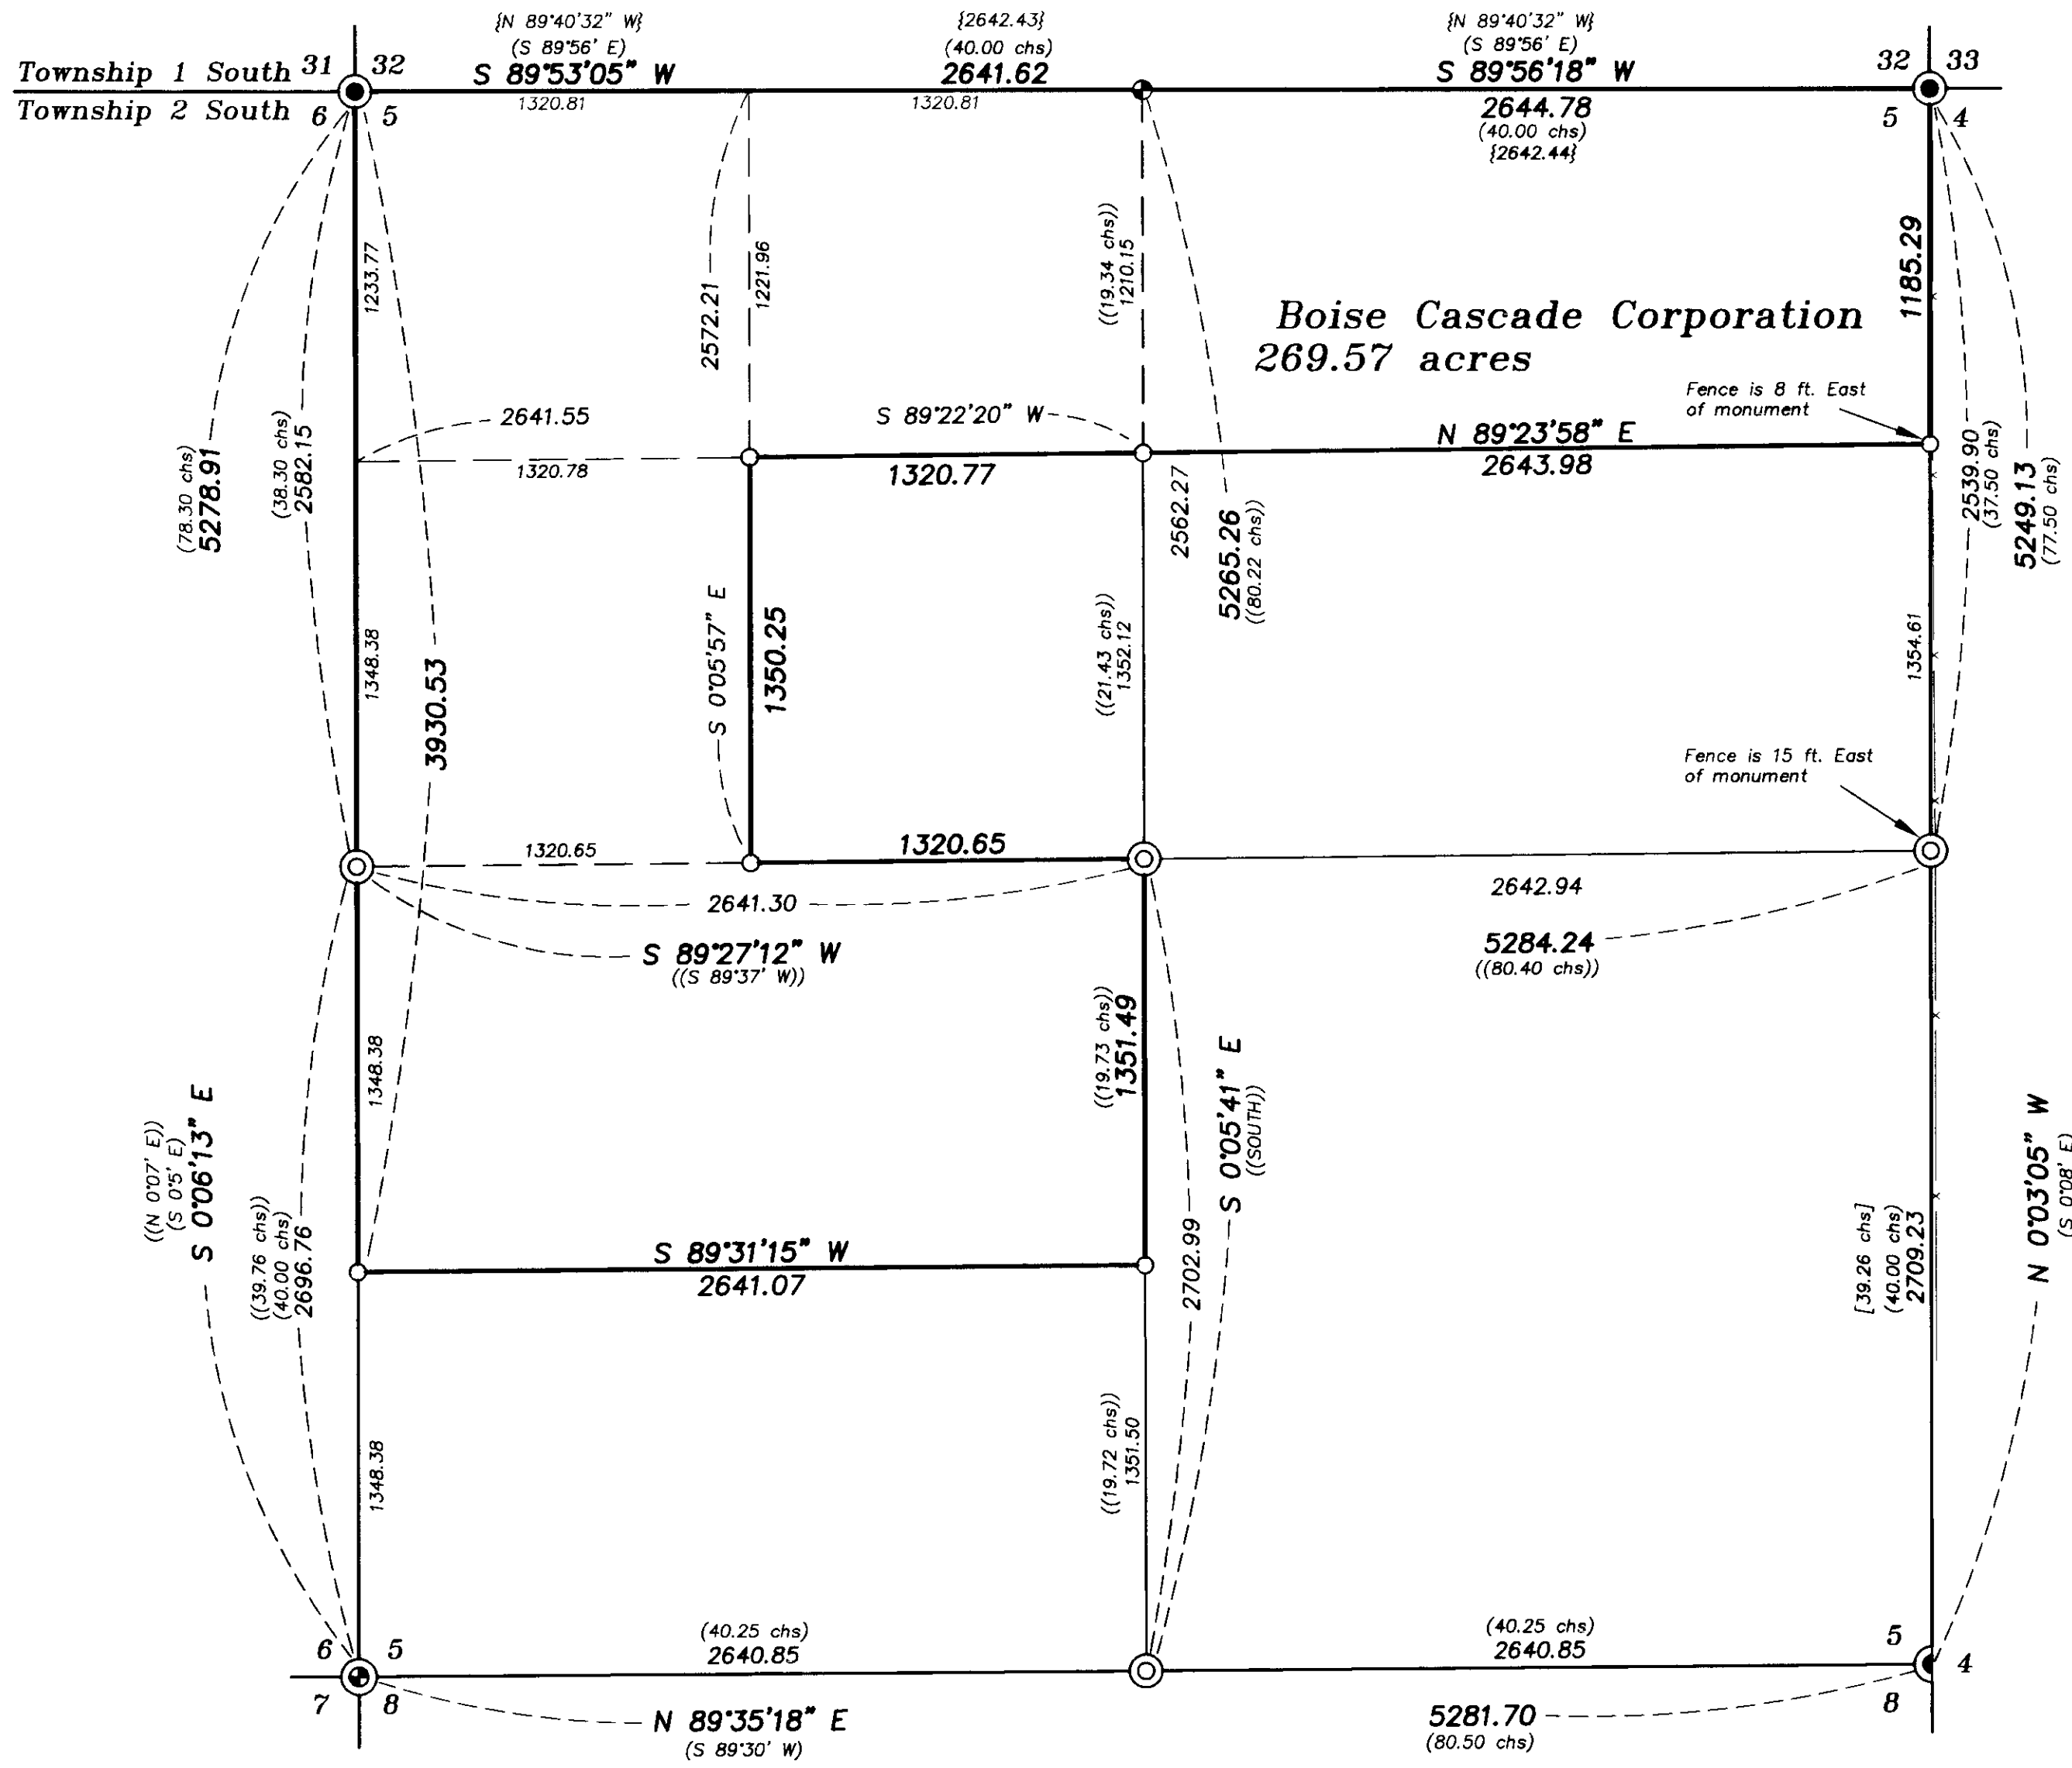 {N 89°40'32" W}
(S 89°56' E)
S 89°53'05" W
{2642.43}
(40.00 chs)
2641.62
{N 89°40'32" W}
(S 89°56' E)
S 89°56'18" W
Township 1 South
31
32
32
33
Township 2 South
6
5
1320.81
1320.81
2644.78
(40.00 chs)
{2642.44}
5
4
1233.77
2572.21
1221.96
((19.34 chs))
1210.15
1185.29
Boise Cascade Corporation
269.57 acres
Fence is 8 ft. East
of monument
(78.30 chs)
5278.91
(38.30 chs)
2582.15
2641.55
1320.78
S 89°22'20" W
1320.77
N 89°23'58" E
2643.98
2562.27
5265.26
((80.22 chs))
2539.90
(37.50 chs)
5249.13
(77.50 chs)
1348.38
3930.53
S 0°05'57" E
1350.25
((21.43 chs))
1352.12
1354.61
Fence is 15 ft. East
of monument
1320.65
1320.65
2641.30
2642.94
S 89°27'12" W
((S 89°37' W))
5284.24
((80.40 chs))
1348.38
((19.73 chs))
1351.49
S 0°05'41" E
((SOUTH))
((N 0°07' E))
(S 0°5' E)
S 0°06'13" E
((39.76 chs))
(40.00 chs)
2696.76
S 89°31'15" W
2641.07
2702.99
[39.26 chs]
(40.00 chs)
2709.23
N 0°03'05" W
(S 0°08' E)
1348.38
((19.72 chs))
1351.50
6
5
(40.25 chs)
2640.85
(40.25 chs)
2640.85
5
4
7
8
8
N 89°35'18" E
(S 89°30' W)
5281.70
(80.50 chs)